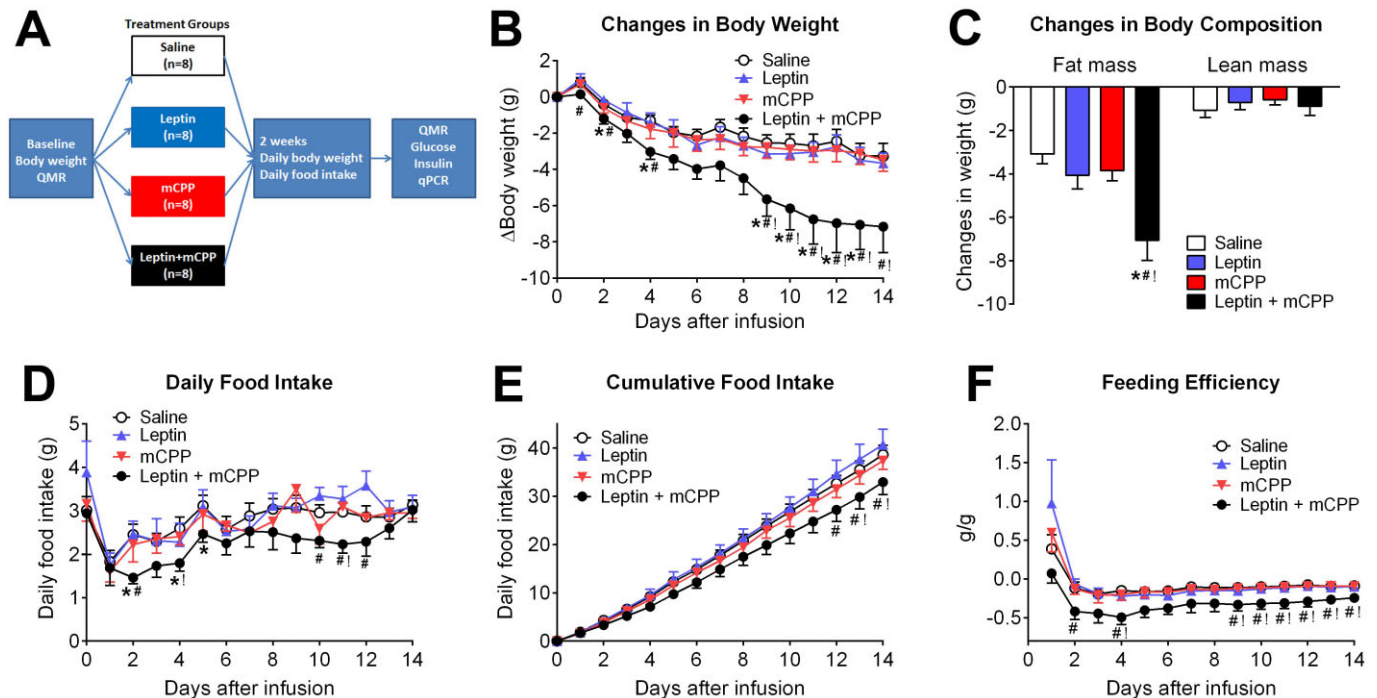 A
Treatment Groups
Saline
(n=8)
Leptin
(n=8)
mCPP
(n=8)
Leptin+mCPP
(n=8)
Baseline
Body weight
QMR
2 weeks
Daily body weight
Daily food intake
QMR
Glucose
Insulin
qPCR
B
Changes in Body Weight
Saline
Leptin
mCPP
Leptin + mCPP
ΔBody weight (g)
2
0
-2
-4
-6
-8
-10
#
*#
*#
*#!
*#!
*#!
*#!
*#!
#!
0 2 4 6 8 10 12 14
Days after infusion
C
Changes in Body Composition
Fat mass Lean mass
Changes in weight (g)
0
-2
-4
-6
-8
-10
*#!
Saline
Leptin
mCPP
Leptin + mCPP
D
Daily Food Intake
Saline
Leptin
mCPP
Leptin + mCPP
Daily food intake (g)
5
4
3
2
1
0
*#
*!
*
#
#!
#
0 2 4 6 8 10 12 14
Days after infusion
E
Cumulative Food Intake
Saline
Leptin
mCPP
Leptin + mCPP
Daily food intake (g)
40
30
20
10
0
#
#!
#!
0 2 4 6 8 10 12 14
Days after infusion
F
Feeding Efficiency
Saline
Leptin
mCPP
Leptin + mCPP
g/g
2.0
1.5
1.0
0.5
0.0
-0.5
#
#!
#!
#!
#!
#!
#!
#!
0 2 4 6 8 10 12 14
Days after infusion